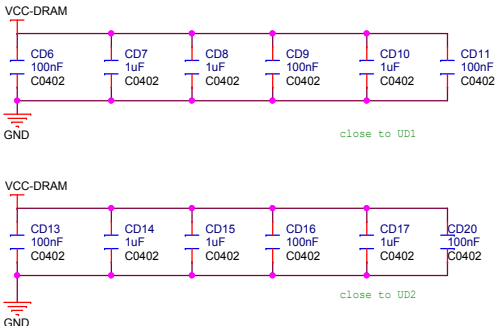 VCC-DRAM
CD6 CD7 CD8 CD9 CD10 CD11
100nF 1uF 1uF 100nF 1uF 100nF
C0402 C0402 C0402 C0402 C0402 C0402
GND
close to UD1
VCC-DRAM
CD13 CD14 CD15 CD16 CD17 CD20
100nF 1uF 1uF 100nF 1uF 100nF
C0402 C0402 C0402 C0402 C0402 C0402
close to UD2
GND